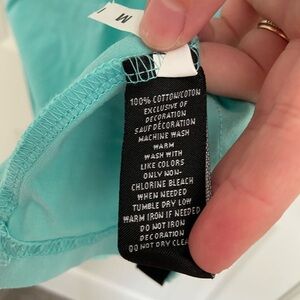 M
100% COTTON/COTON
EXCLUSIVE OF
DECORATION
SAUF DÉCORATION
MACHINE WASH
WARM
WASH WITH
LIKE COLORS
ONLY NON-
CHLORINE BLEACH
WHEN NEEDED
TUMBLE DRY LOW
WARM IRON IF NEEDED
DO NOT IRON
DECORATION
DO NOT DRY CLEA